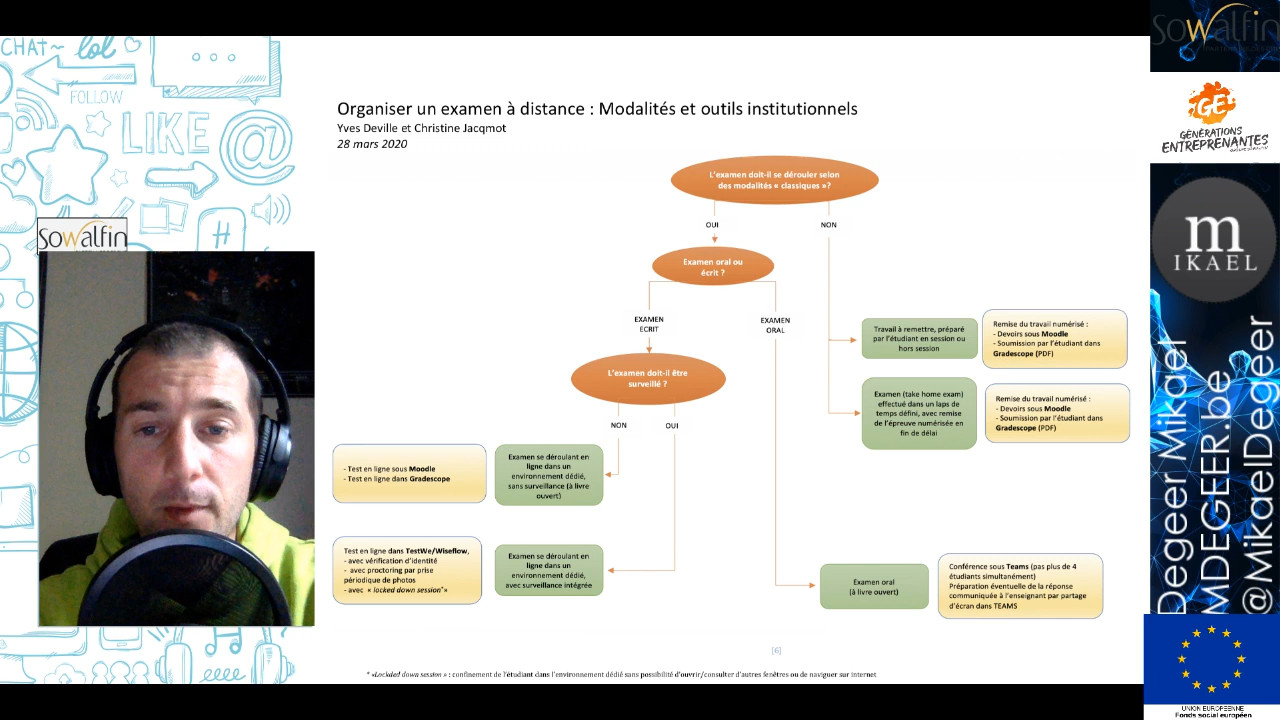 CHAT~ lol
FOLLOW
LIKE @
#
Sowalfin
Organiser un examen à distance : Modalités et outils institutionnels
Yves Deville et Christine Jacqmot
28 mars 2020
L'examen doit-il se dérouler selon
des modalités « classiques »?
OUI
NON
Examen oral ou
écrit ?
EXAMEN
ECRIT
EXAMEN
ORAL
Travail à remettre, préparé
par l'étudiant en session ou
hors session
Remise du travail numérisé :
- Devoirs sous Moodle
- Soumission par l'étudiant dans
Gradescope (PDF)
L'examen doit-il être
surveillé ?
Examen (take home exam)
effectué dans un laps de
temps défini, avec remise
de l'épreuve numérisée en
fin de délai
Remise du travail numérisé :
- Devoirs sous Moodle
- Soumission par l'étudiant dans
Gradescope (PDF)
NON
OUI
- Test en ligne sous Moodle
- Test en ligne dans Gradescope
Examen se déroulant en
ligne dans un
environnement dédié,
sans surveillance (à livre
ouvert)
Test en ligne dans TestWe/Wiseflow,
- avec vérification d'identité
- avec proctoring par prise
périodique de photos
- avec « locked down session*»
Examen se déroulant en
ligne dans un
environnement dédié,
avec surveillance intégrée
Examen oral
(à livre ouvert)
Conférence sous Teams (pas plus de 4
étudiants simultanément)
Préparation éventuelle de la réponse
communiquée à l'enseignant par partage
d'écran dans TEAMS
[6]
* «Lockded down session » : confinement de l'étudiant dans l'environnement dédié sans possibilité d'ouvrir/consulter d'autres fenêtres ou de naviguer sur internet
Sowalfin
GE
GÉNÉRATIONS
ENTREPRENANTES
m
IKAEL
Degeer Mikael
MDEGEER.be
@MikaelDegeer
UNION EUROPEENNE
Fonds social européen